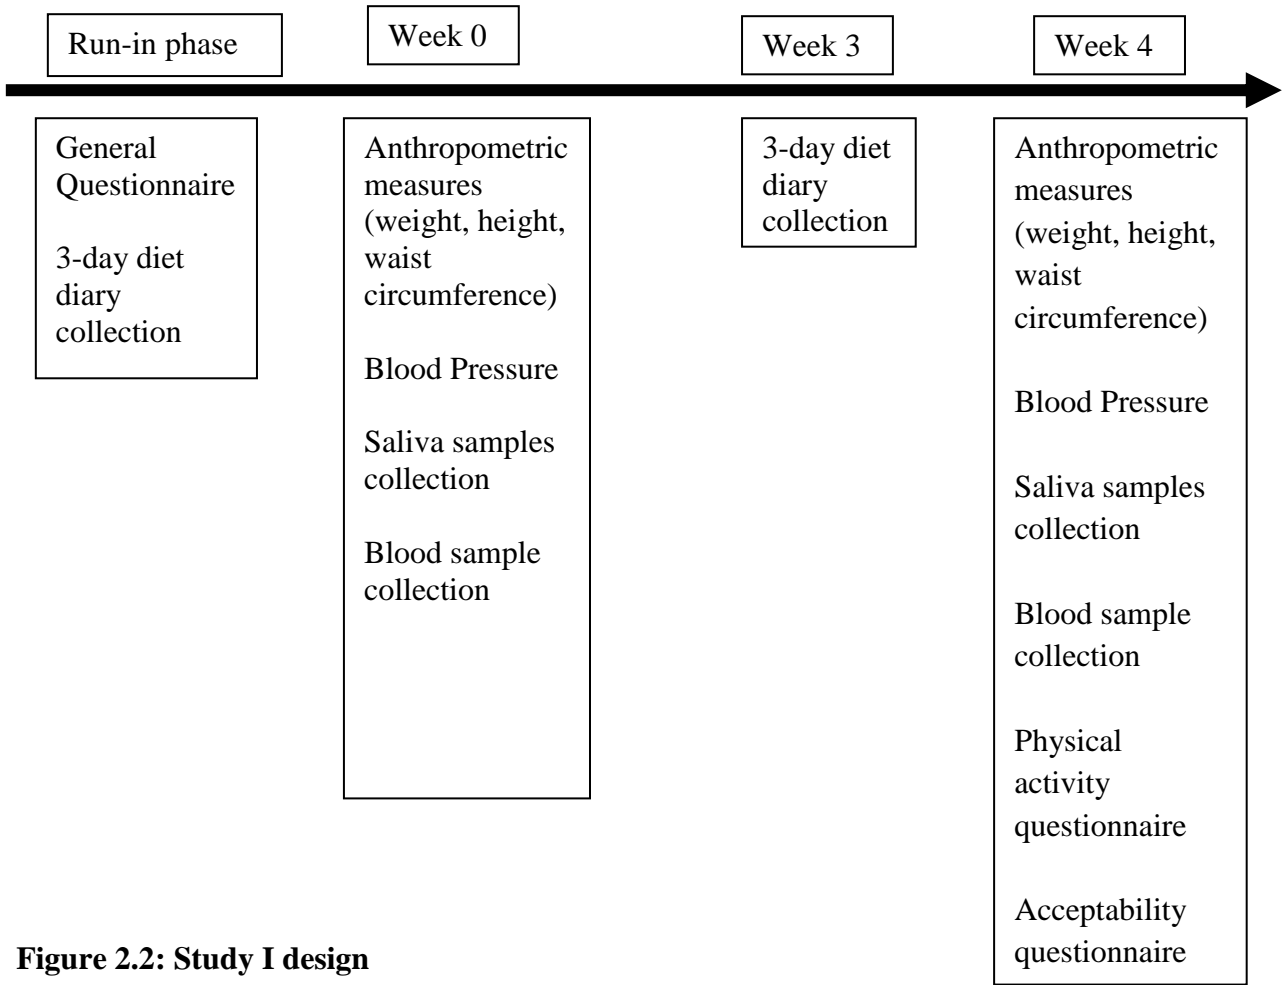 Run-in phase
Week 0
Week 3
Week 4
General
Questionnaire
3-day diet
diary
collection
Anthropometric
measures
(weight, height,
waist
circumference)
Blood Pressure
Saliva samples
collection
Blood sample
collection
3-day diet
diary
collection
Anthropometric
measures
(weight, height,
waist
circumference)
Blood Pressure
Saliva samples
collection
Blood sample
collection
Physical
activity
questionnaire
Acceptability
questionnaire
Figure 2.2: Study I design